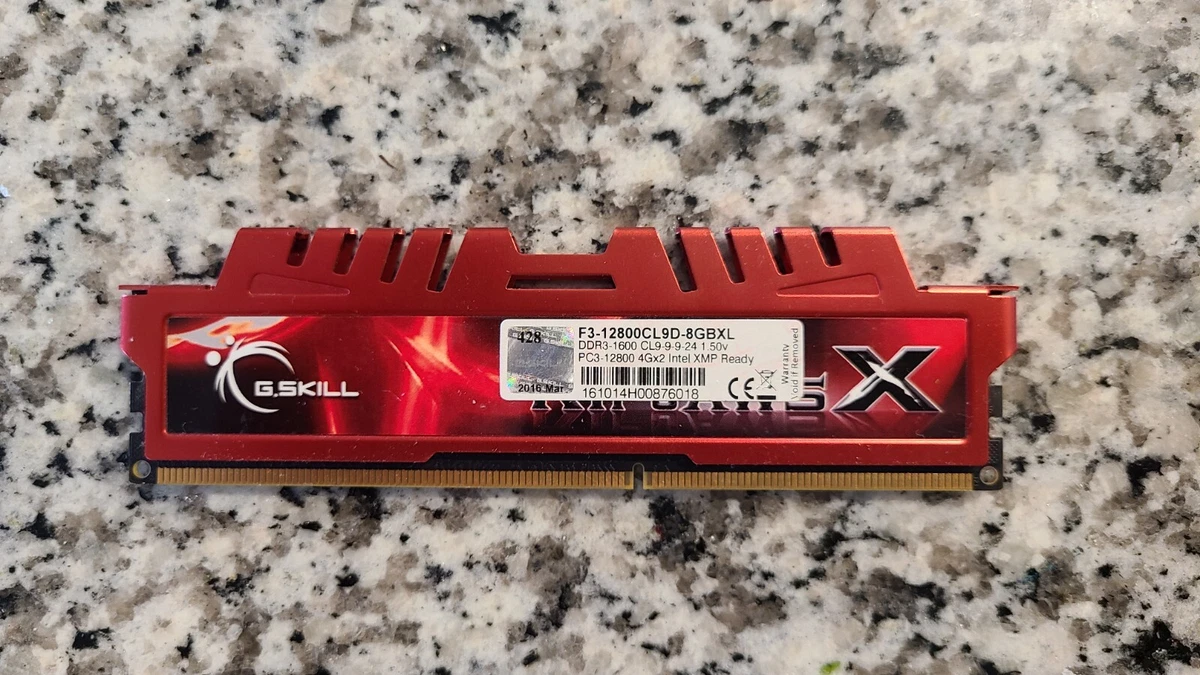 G.SKILL
428
2016 Mar
F3-12800CL9D-8GBXL
DDR3-1600 CL9-9-9-24 1.50v
PC3-12800 4Gx2 Intel XMP Ready
161014H00876018
CE
Warranty
Void if Removed
X